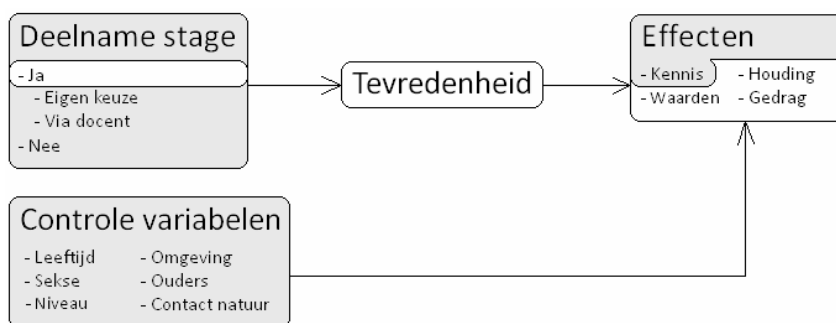 Deelname stage
- Ja
- Eigen keuze
- Via docent
- Nee
Tevredenheid
Effecten
- Kennis - Houding
- Waarden - Gedrag
Controle variabelen
- Leeftijd - Omgeving
- Sekse - Ouders
- Niveau - Contact natuur